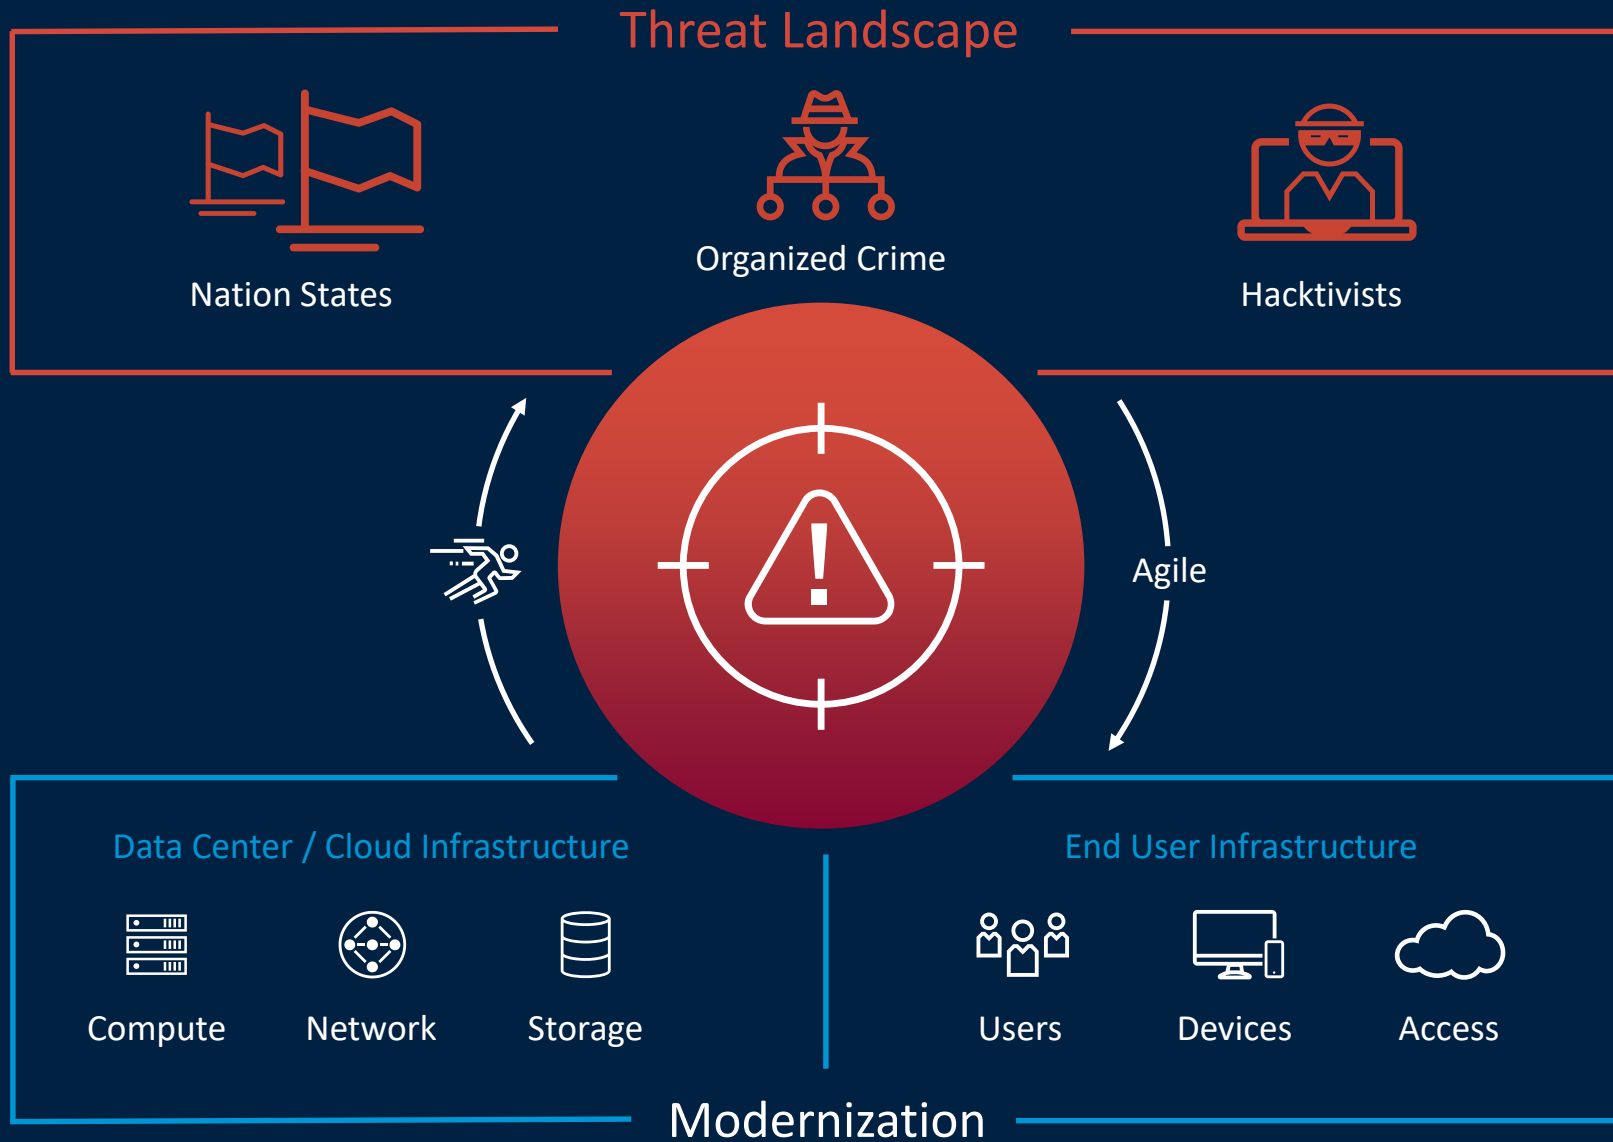 Threat Landscape
Nation States
Organized Crime
Hacktivists
Agile
Data Center / Cloud Infrastructure
End User Infrastructure
Compute
Network
Storage
Users
Devices
Access
Modernization